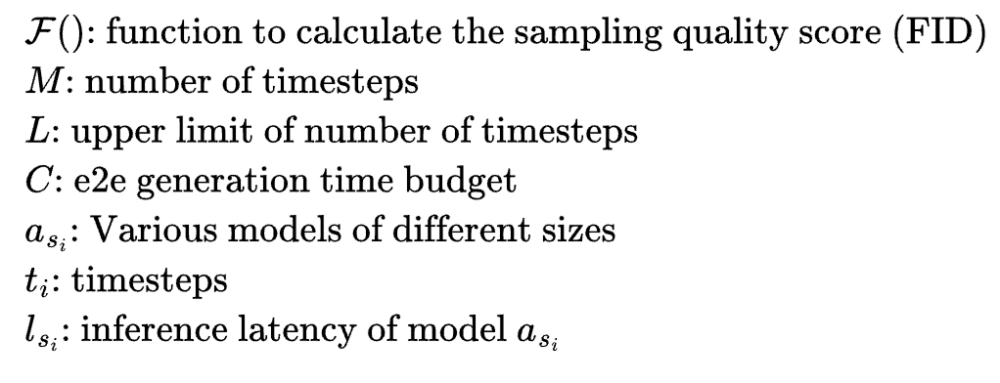 ℱ(): function to calculate the sampling quality score (FID)
M: number of timesteps
L: upper limit of number of timesteps
C: e2e generation time budget
a_{s_i}: Various models of different sizes
t_i: timesteps
l_{s_i}: inference latency of model a_{s_i}